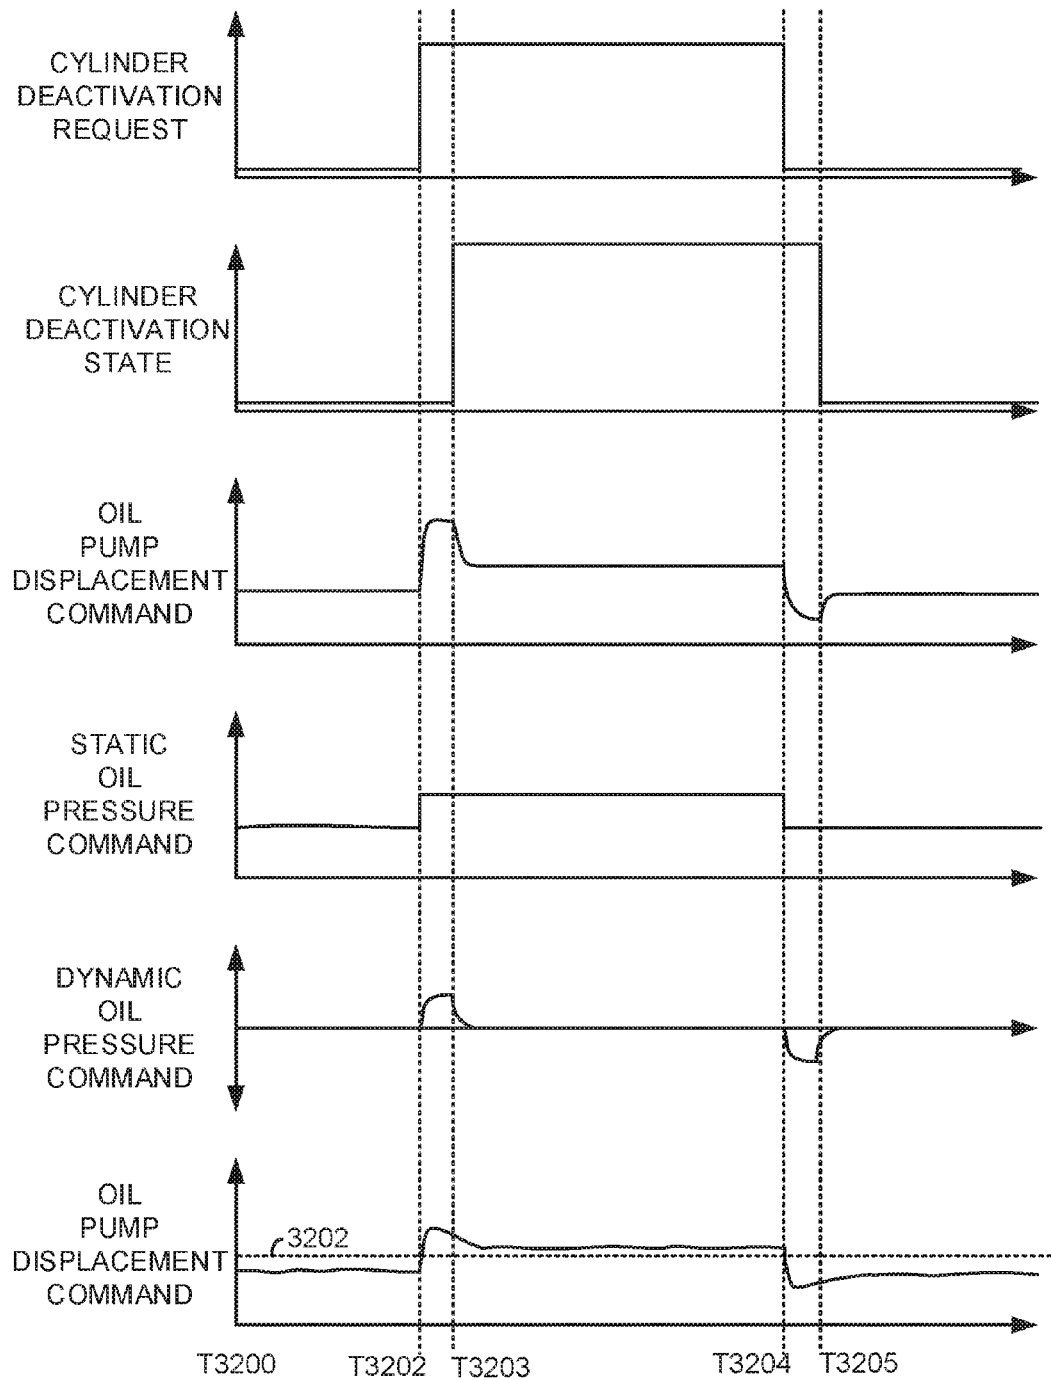 CYLINDER
DEACTIVATION
REQUEST
CYLINDER
DEACTIVATION
STATE
OIL
PUMP
DISPLACEMENT
COMMAND
STATIC
OIL
PRESSURE
COMMAND
DYNAMIC
OIL
PRESSURE
COMMAND
OIL
PUMP
DISPLACEMENT
COMMAND
3202
T3200 T3202 T3203 T3204 T3205